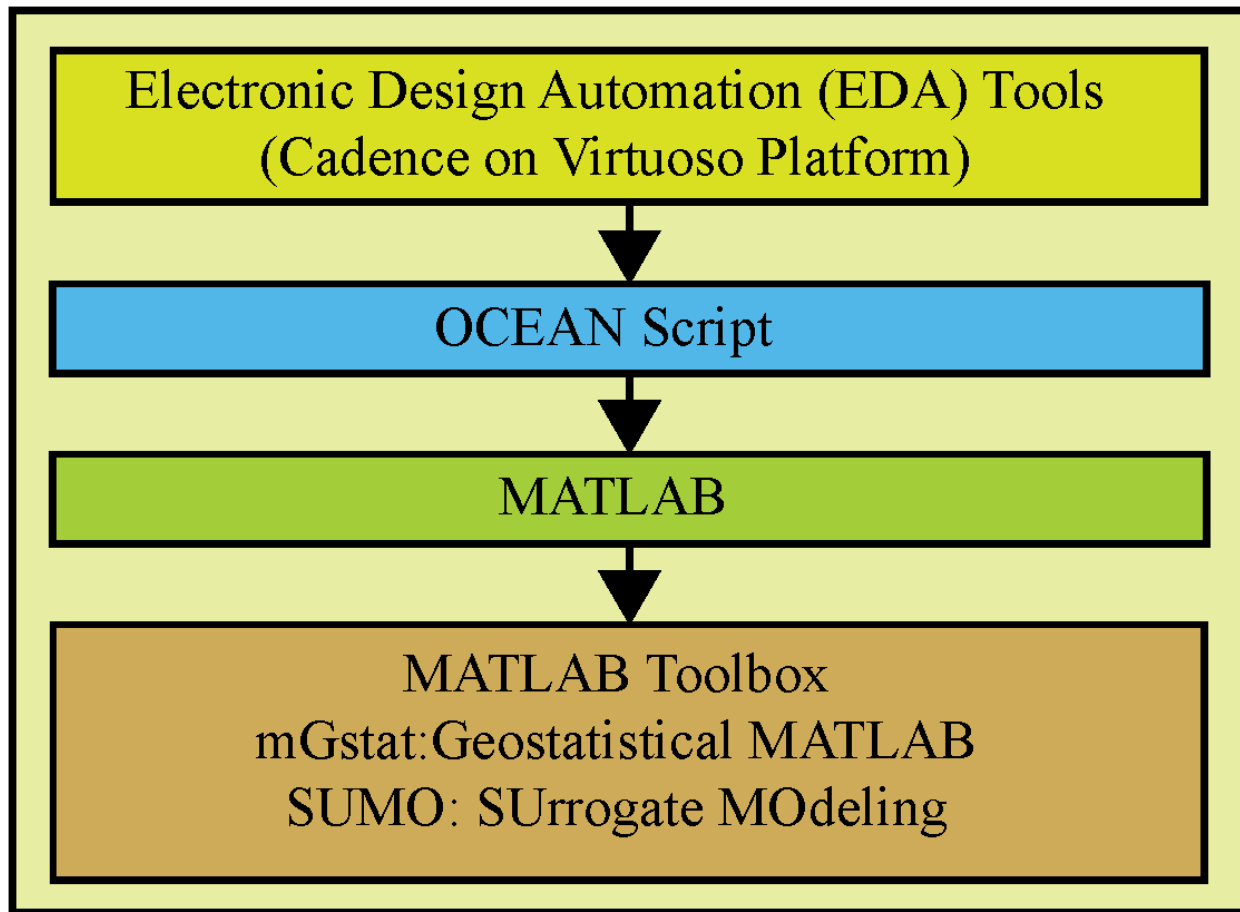 Electronic Design Automation (EDA) Tools
(Cadence on Virtuoso Platform)
OCEAN Script
MATLAB
MATLAB Toolbox
mGstat:Geostatistical MATLAB
SUMO: SUrrogate MOdeling